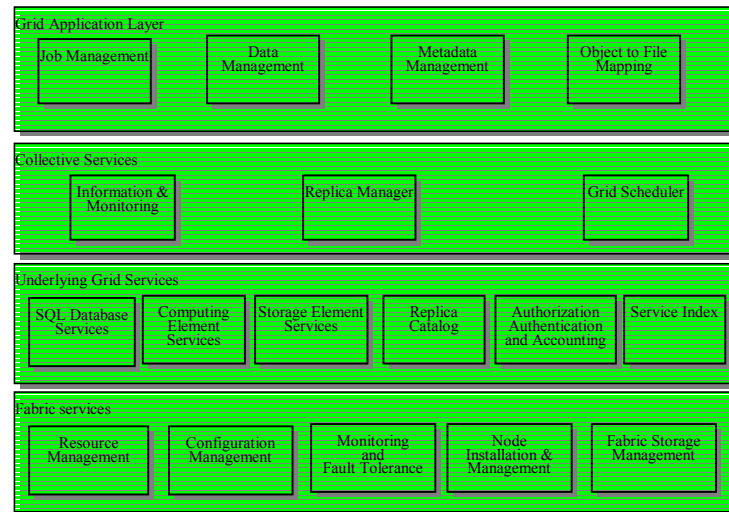 Grid Application Layer
Job Management
Data
Management
Metadata
Management
Object to File
Mapping
Collective Services
Information &
Monitoring
Replica Manager
Grid Scheduler
Underlying Grid Services
SQL Database
Services
Computing
Element
Services
Storage Element
Services
Replica
Catalog
Authorization
Authentication
and Accounting
Service Index
Fabric services
Resource
Management
Configuration
Management
Monitoring
and
Fault Tolerance
Node
Installation &
Management
Fabric Storage
Management